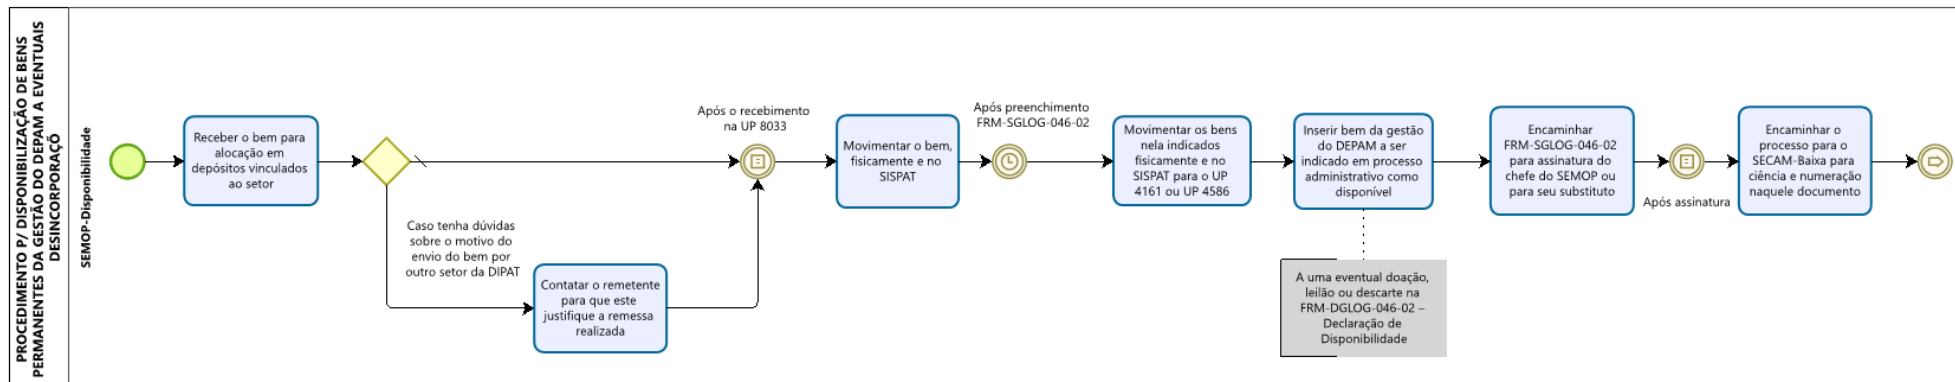 PROCEDIMENTO P/ DISPONIBILIZAÇÃO DE BENS
PERMANENTES DA GESTÃO DO DEPAM A EVENTUAIS
DESINCORPORAÇÕ
SEMOP-Disponibilidade
Receber o bem para
alocação em
depósitos vinculados
ao setor
Caso tenha dúvidas
sobre o motivo do
envio do bem por
outro setor da DIPAT
Contatar o remetente
para que este
justifique a remessa
realizada
Após o recebimento
na UP 8033
Movimentar o bem,
fisicamente e no
SISPAT
Após preenchimento
FRM-SGLOG-046-02
Movimentar os bens
nela indicados
fisicamente e no
SISPAT para o UP
4161 ou UP 4586
Inserir bem da gestão
do DEPAM a ser
indicado em processo
administrativo como
disponível
A uma eventual doação,
leilão ou descarte na
FRM-DGLOG-046-02 –
Declaração de
Disponibilidade
Encaminhar
FRM-SGLOG-046-02
para assinatura do
chefe do SEMOP ou
para seu substituto
Após assinatura
Encaminhar o
processo para o
SECAM-Baixa para
ciência e numeração
naquele documento